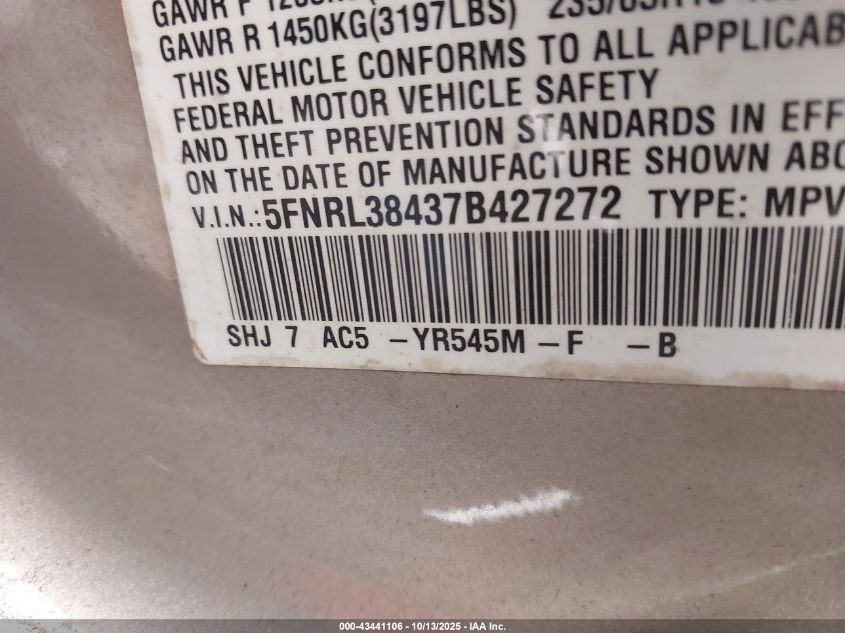 GAWR F
GAWR R 1450KG(3197LBS)
THIS VEHICLE CONFORMS TO ALL APPLICAB
FEDERAL MOTOR VEHICLE SAFETY
AND THEFT PREVENTION STANDARDS IN EFF
ON THE DATE OF MANUFACTURE SHOWN ABO
V.I.N.:5FNRL38437B427272 TYPE: MPV
SHJ 7 AC5 -YR545M -F -B
000-43441106 - 10/13/2025 - IAA Inc.